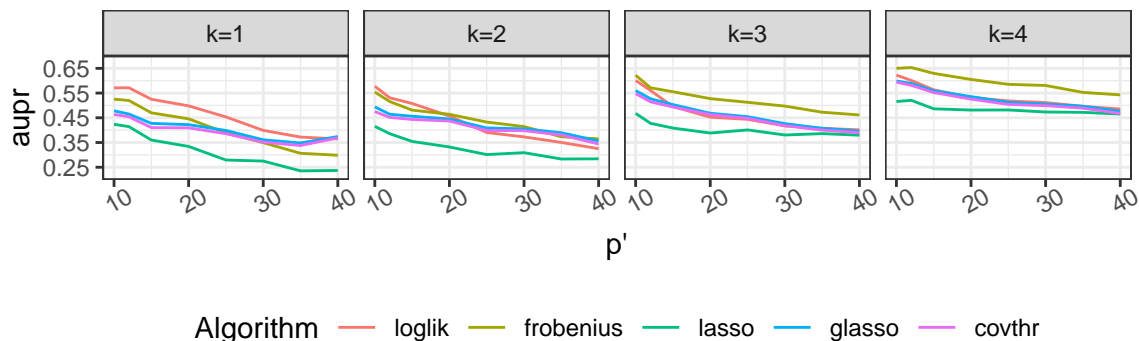 k=1 k=2 k=3 k=4
aupr
0.65
0.55
0.45
0.35
0.25
10 20 30 40 10 20 30 40 10 20 30 40 10 20 30 40
p'
Algorithm loglik frobenius lasso glasso covthr